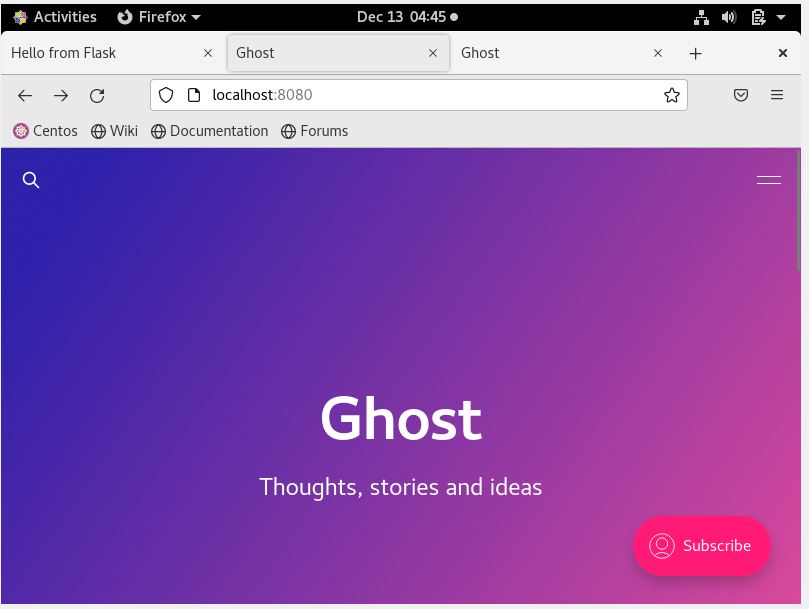 Activities Firefox Dec 13 04:45
Hello from Flask Ghost Ghost
localhost:8080
Centos Wiki Documentation Forums
Ghost
Thoughts, stories and ideas
Subscribe